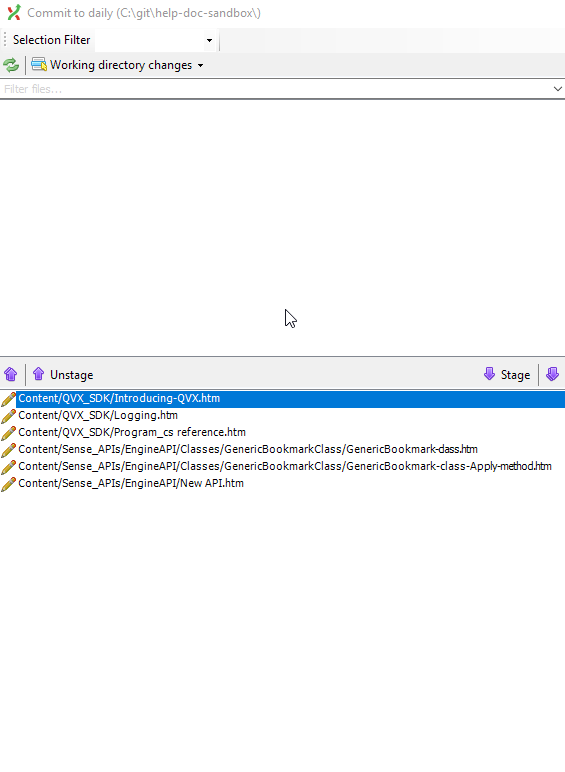 Commit to daily (C:\git\help-doc-sandbox\)
Selection Filter
Working directory changes
Filter files...
Unstage Stage
Content/QVX_SDK/Introducing-QVX.htm
Content/QVX_SDK/Logging.htm
Content/QVX_SDK/Program_cs reference.htm
Content/Sense_APIs/EngineAPI/Classes/GenericBookmarkClass/GenericBookmark-class.htm
Content/Sense_APIs/EngineAPI/Classes/GenericBookmarkClass/GenericBookmark-class-Apply-method.htm
Content/Sense_APIs/EngineAPI/New API.htm